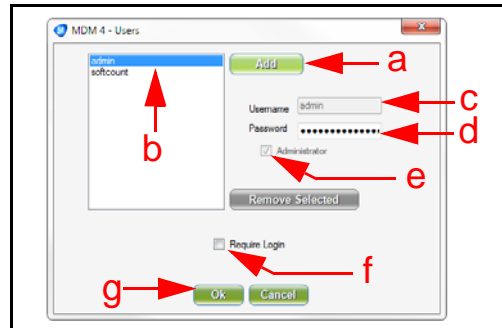 MDM 4 - Users
admin
softcount
Add
a
b
Username admin
c
Password
d
Administrator
e
Remove Selected
Require Login
f
g
Ok Cancel